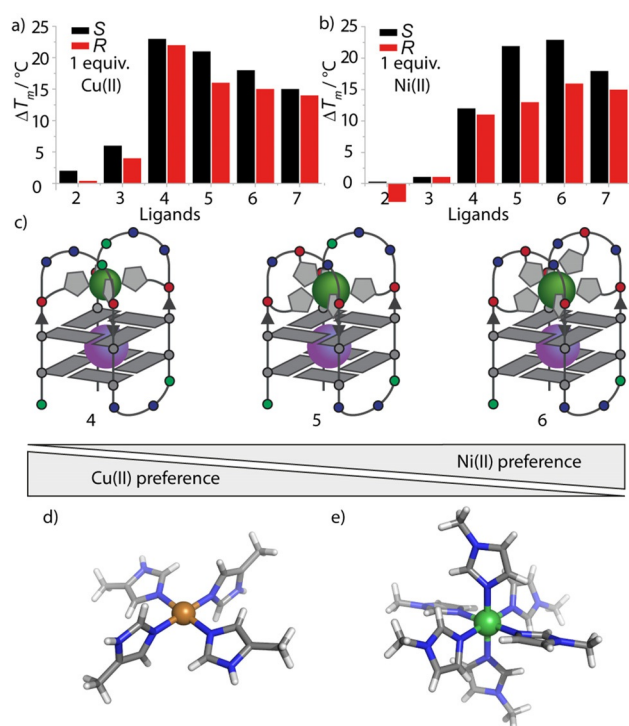 a)
25
20
15
10
5
0
ΔTm/ °C
S
R
1 equiv.
Cu(II)
2 3 4 5 6 7
Ligands
b)
25
20
15
10
5
0
ΔTm/ °C
S
R
1 equiv.
Ni(II)
2 3 4 5 6 7
Ligands
c)
4 5 6
Cu(II) preference
Ni(II) preference
d)
e)